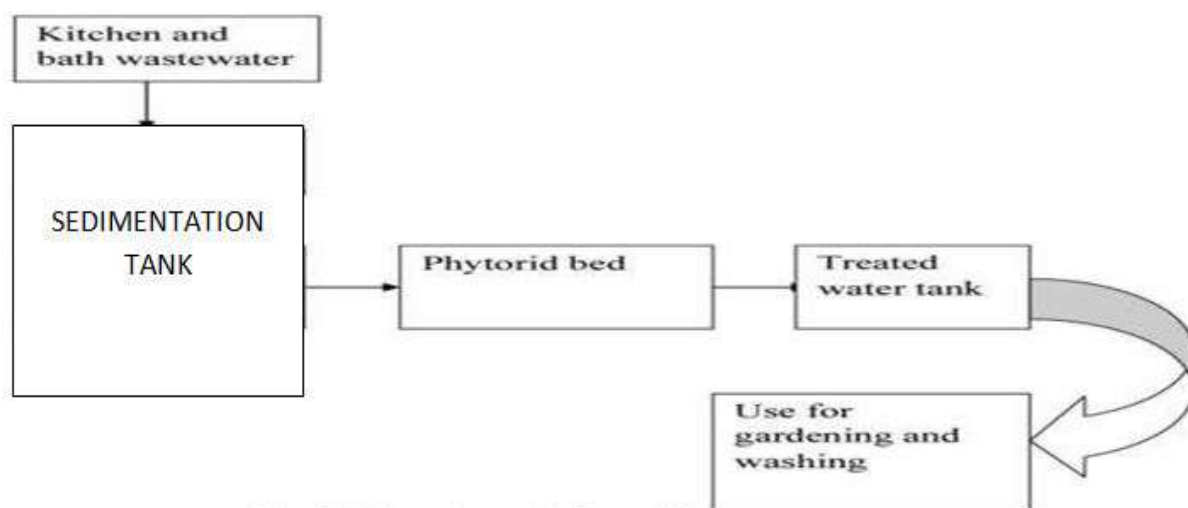 Kitchen and
bath wastewater
SEDIMENTATION
TANK
Phytorid bed
Treated
water tank
Use for
gardening and
washing